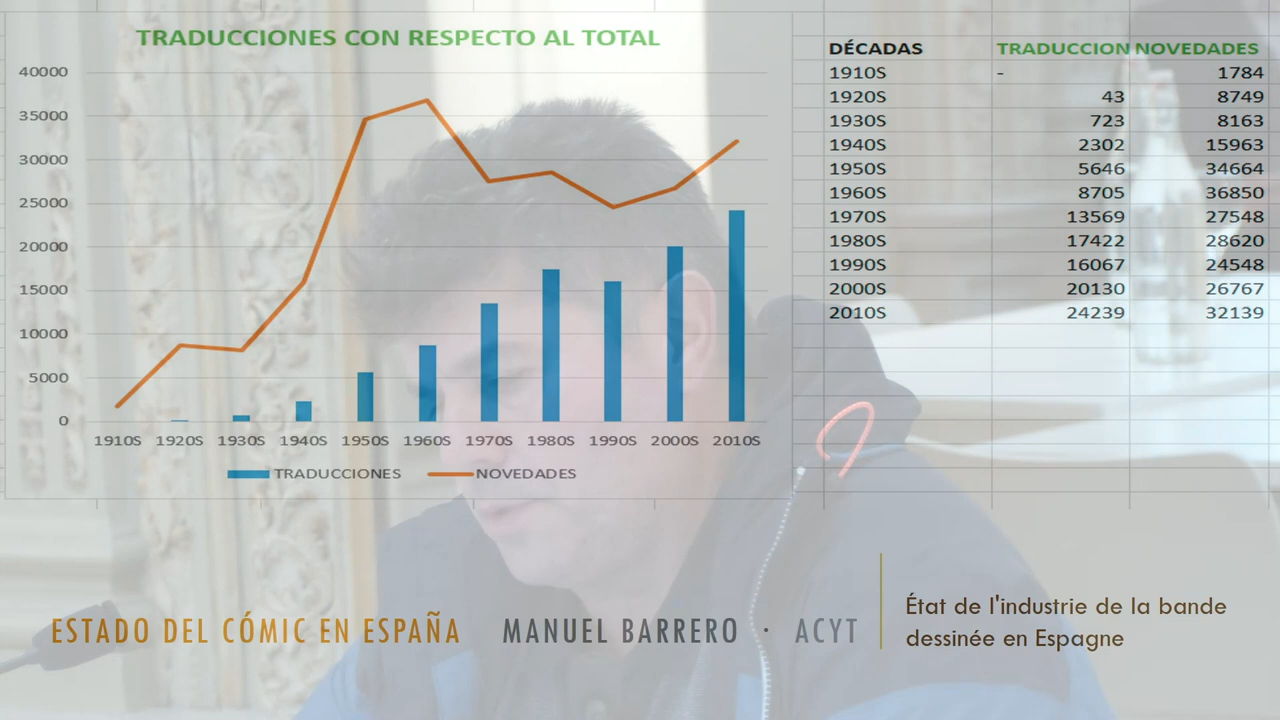 TRADUCCIONES CON RESPECTO AL TOTAL
40000
35000
30000
25000
20000
15000
10000
5000
0
1910S 1920S 1930S 1940S 1950S 1960S 1970S 1980S 1990S 2000S 2010S
TRADUCCIONES NOVEDADES
DÉCADAS TRADUCCION NOVEDADES
1910S - 1784
1920S 43 8749
1930S 723 8163
1940S 2302 15963
1950S 5646 34664
1960S 8705 36850
1970S 13569 27548
1980S 17422 28620
1990S 16067 24548
2000S 20130 26767
2010S 24239 32139
ESTADO DEL CÓMIC EN ESPAÑA MANUEL BARRERO · ACYT
État de l'industrie de la bande
dessinée en Espagne